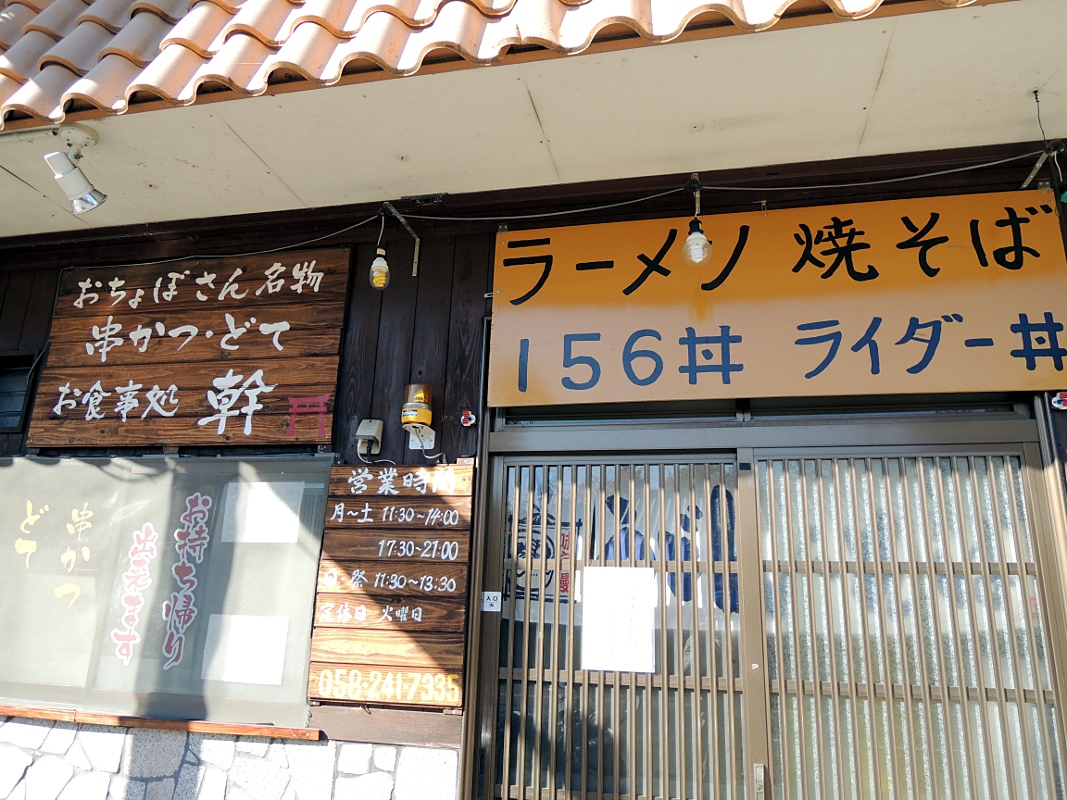 おちょぼさん名物
串かつ・どて
お食事処 幹
ラーメン 焼そば
156丼 ライダー丼
営業時間
月～土 11:30～14:00
17:30～21:00
日 祭 11:30～13:30
定休日 火曜日
058-241-7335
串かつ
どて
お持ち帰り
出来ます
入口